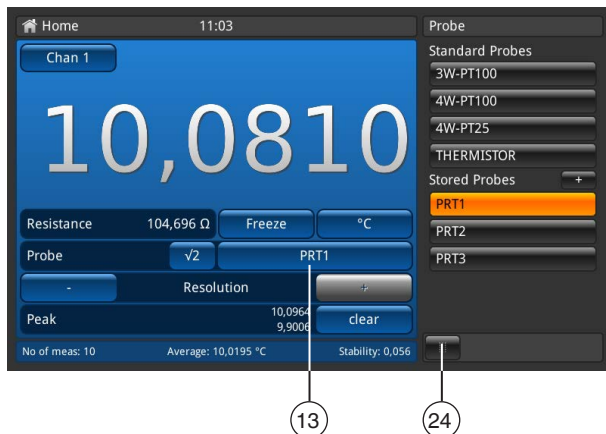 Home 11:03
Chan 1
10,0810
Resistance 104,696 Ω Freeze °C
Probe √2 PRT1
- Resolution +
Peak 10,0964 9,9006 clear
No of meas: 10 Average: 10,0195 °C Stability: 0,056
Probe
Standard Probes
3W-PT100
4W-PT100
4W-PT25
THERMISTOR
Stored Probes +
PRT1
PRT2
PRT3
13 24